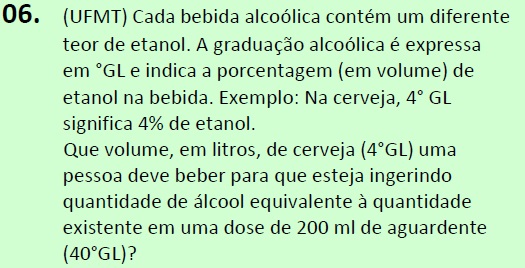 06. (UFMT) Cada bebida alcoólica contém um diferente
teor de etanol. A graduação alcoólica é expressa
em °GL e indica a porcentagem (em volume) de
etanol na bebida. Exemplo: Na cerveja, 4° GL
significa 4% de etanol.
Que volume, em litros, de cerveja (4°GL) uma
pessoa deve beber para que esteja ingerindo
quantidade de álcool equivalente à quantidade
existente em uma dose de 200 ml de aguardente
(40°GL)?